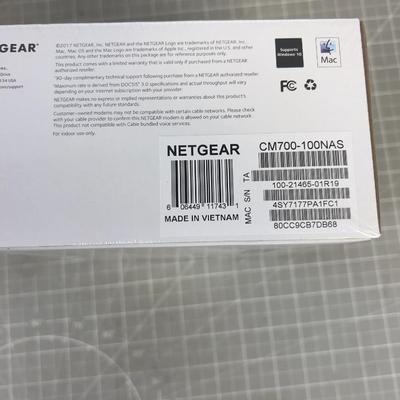 GEAR®
Drive
134 USA
support
©2017 NETGEAR, Inc. NETGEAR and the NETGEAR Logo are trademarks of NETGEAR, Inc.
Mac, Mac OS and the Mac logo are trademarks of Apple Inc., registered in the U.S. and other
countries. Any other trademarks on this package are for reference purposes only.
This product comes with a limited warranty that is valid only if purchased from a NETGEAR
authorized reseller.
90-day complimentary technical support following purchase from a NETGEAR authorized reseller.
Maximum rate is derived from DOCSIS® 3.0 specifications and actual throughput may vary
depending on your Internet subscription with your provider.
NETGEAR makes no express or implied representations or warranties about this product's
compatibility with any future standards.
Customer-owned modems may not be compatible with certain cable networks. Please check
with your cable provider to confirm this NETGEAR modem is allowed on your cable network.
This product not compatible with Cable bundled voice services.
Supports
Windows 10
Mac
FC
NETGEAR
6 06449 11743 1
MADE IN VIETNAM
CM700-100NAS
TA
100-21465-01R19
S/N
4SY7177PA1FC1
MAC
80CC9CB7DB68